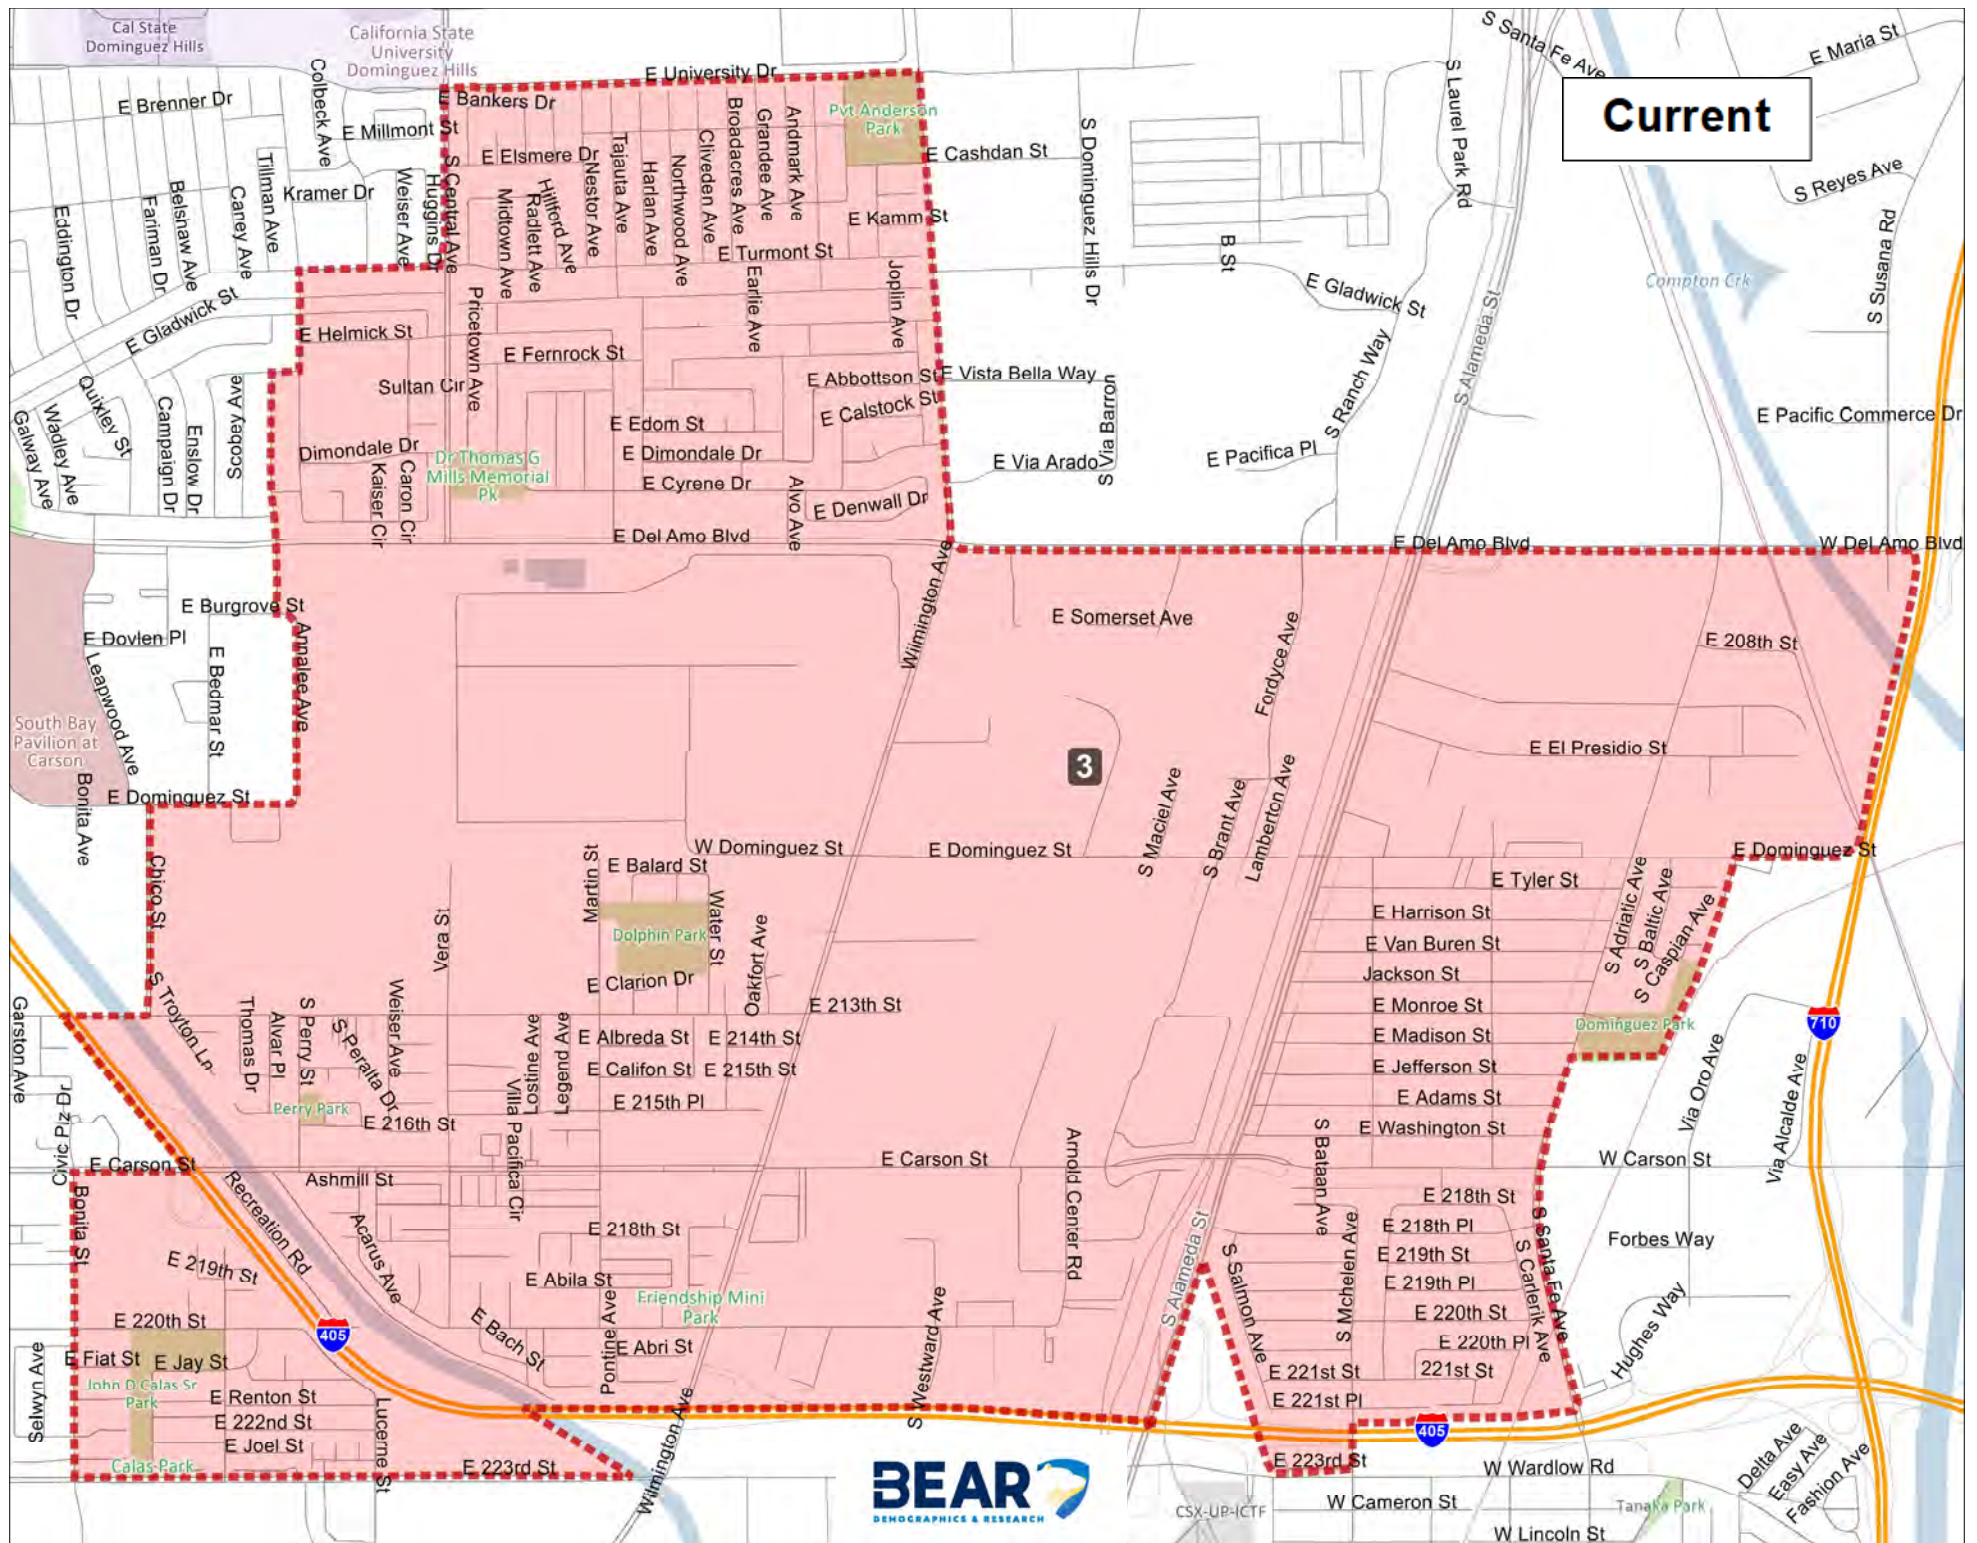 Cal State
Dominguez Hills
California State
University
Dominguez Hills
E University Dr
S Santa Fe Ave
E Maria St
Current
E Brenner Dr
Colbeck Ave
E Millmont St
E Bankers Dr
Pvt Anderson
Park
S Laurel Park Rd
E Elsmere Dr
E Cashdan St
S Dominguez Hills Dr
S Reyes Ave
Kramer Dr
Tillman Ave
Caney Ave
Belshaw Ave
Fariman Dr
Eddington Dr
Weiser Ave
Huggins Dr
S Central Ave
Midtown Ave
Radlett Ave
Hillford Ave
Nestor Ave
Tajauta Ave
Harlan Ave
Northwood Ave
Cliveden Ave
Broadacres Ave
Grandee Ave
Andmark Ave
E Kamm St
E Turmont St
B St
S Susana Rd
Compton Crk
E Gladwick St
E Gladwick St
E Helmick St
Pricetown Ave
E Fernrock St
Earlie Ave
Joplin Ave
S Ranch Way
S Alameda St
Sultan Cir
E Abbottson St
E Vista Bella Way
E Calstock St
S Via Barron
E Pacific Commerce Dr
Quixley St
Wadley Ave
Galway Ave
Campaign Dr
Enslow Dr
Scoby Ave
E Edom St
Dimondale Dr
E Dimondale Dr
Dr Thomas G
Mills Memorial
Pk
Kaiser Cir
Caron Cir
E Cyrene Dr
Alvo Ave
E Denwall Dr
E Via Arado
E Pacifica Pl
E Del Amo Blvd
E Del Amo Blvd
W Del Amo Blvd
Wilmington Ave
E Burgrove St
E Dovlen Pl
Annalee Ave
E Bedmar St
Leapwood Ave
E Somerset Ave
Fordyce Ave
E 208th St
South Bay
Pavilion at
Carson
E El Presidio St
3
Bonita Ave
E Dominguez St
S Maciel Ave
S Brant Ave
Lamberton Ave
W Dominguez St
E Dominguez St
E Dominguez St
Chico St
Martin St
E Balard St
E Tyler St
S Adriatic Ave
S Baltic Ave
S Caspian Ave
Vera St
Dolphin Park
Water St
Oakfort Ave
E Harrison St
E Van Buren St
Jackson St
E Clarion Dr
E 213th St
E Monroe St
E Madison St
Dominguez Park
710
Garston Ave
S Troyton Ln
Thomas Dr
Alvar Pl
S Perry St
S Peralta Dr
Weiser Ave
Lostine Ave
Legend Ave
E Albreda St
E 214th St
E Califon St
E 215th St
E 215th Pl
E Jefferson St
E Adams St
E Washington St
Via Oro Ave
Via Alcalde Ave
Perry Park
E 216th St
Villa Pacifica Cir
Civic Plz Dr
E Carson St
E Carson St
W Carson St
Ashmill St
Arnold Center Rd
S Bataan Ave
Bonita St
Recreation Rd
Acarus Ave
E 218th St
E 218th St
E 218th Pl
Forbes Way
E 219th St
E 219th St
E 219th Pl
S Alameda St
S Salmon Ave
S Mchelen Ave
S Carlerik Ave
S Santa Fe Ave
E Abila St
Friendship Mini
Park
E 220th St
E 220th St
E 220th Pl
405
E Bach St
Pontine Ave
E Abri St
S Westward Ave
Hughes Way
Selwyn Ave
E Fiat St
E Jay St
John D Calas Sr
Park
E 221st St
221st St
E 221st Pl
E Renton St
E 222nd St
E Joel St
Lucerne St
405
Calas Park
E 223rd St
Wilmington Ave
E 223rd St
W Wardlow Rd
Delta Ave
Easy Ave
Fashion Ave
BEAR
DEMOGRAPHICS & RESEARCH
CSX-UP-ICTF
W Cameron St
Tanaka Park
W Lincoln St